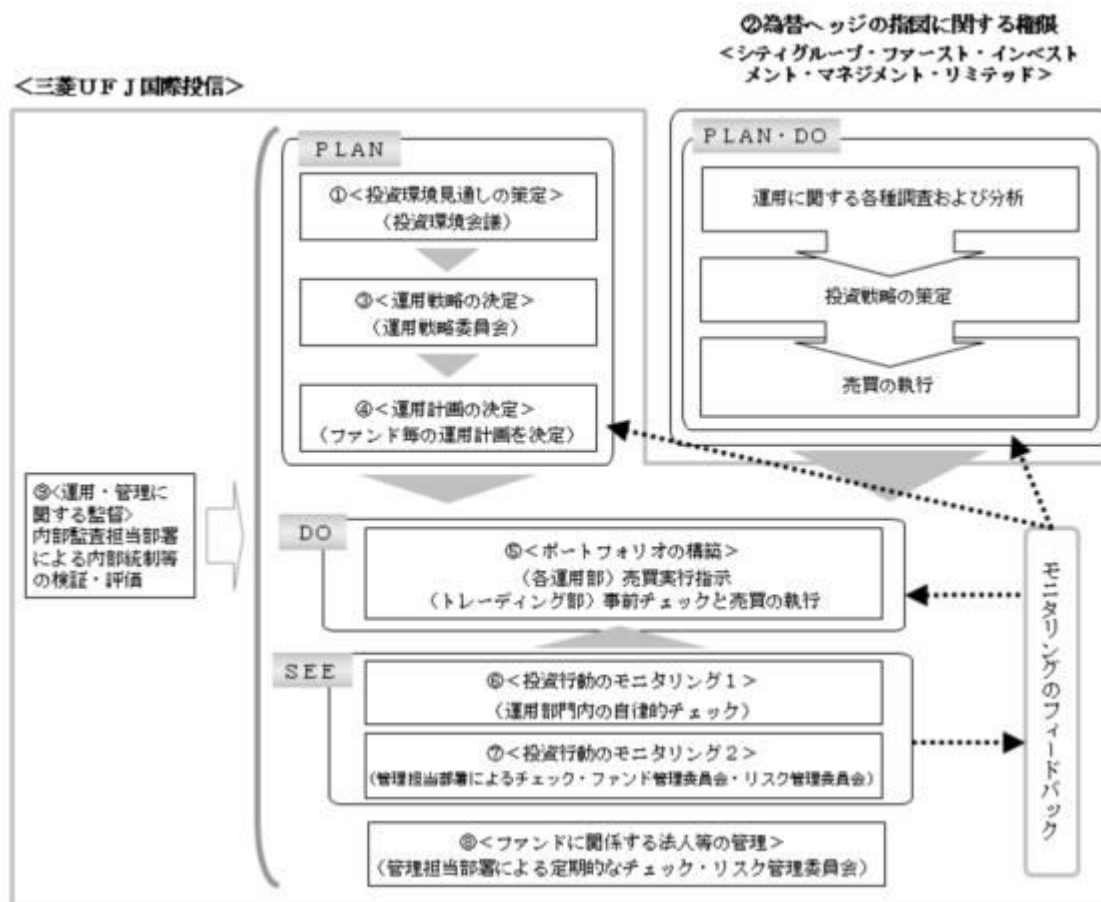 ②為替ヘッジの指図に関する権限
<シティグループ・ファースト・インベスト
メント・マネジメント・リミテッド>
<三菱UFJ国際投信>
PLAN
①<投資環境見通しの策定>
(投資環境会議)
③<運用戦略の決定>
(運用戦略委員会)
④<運用計画の決定>
(ファンド毎の運用計画を決定)
PLAN・DO
運用に関する各種調査および分析
投資戦略の策定
売買の執行
⑨<運用・管理に
関する監督>
内部監査担当部署
による内部統制等
の検証・評価
DO
⑤<ポートフォリオの構築>
(各運用部)売買実行指示
(トレーディング部)事前チェックと売買の執行
SEE
⑥<投資行動のモニタリング1>
(運用部門内の自律的チェック)
⑦<投資行動のモニタリング2>
(管理担当部署によるチェック・ファンド管理委員会・リスク管理委員会)
⑧<ファンドに関係する法人等の管理>
(管理担当部署による定期的なチェック・リスク管理委員会)
モニタリングのフィードバック